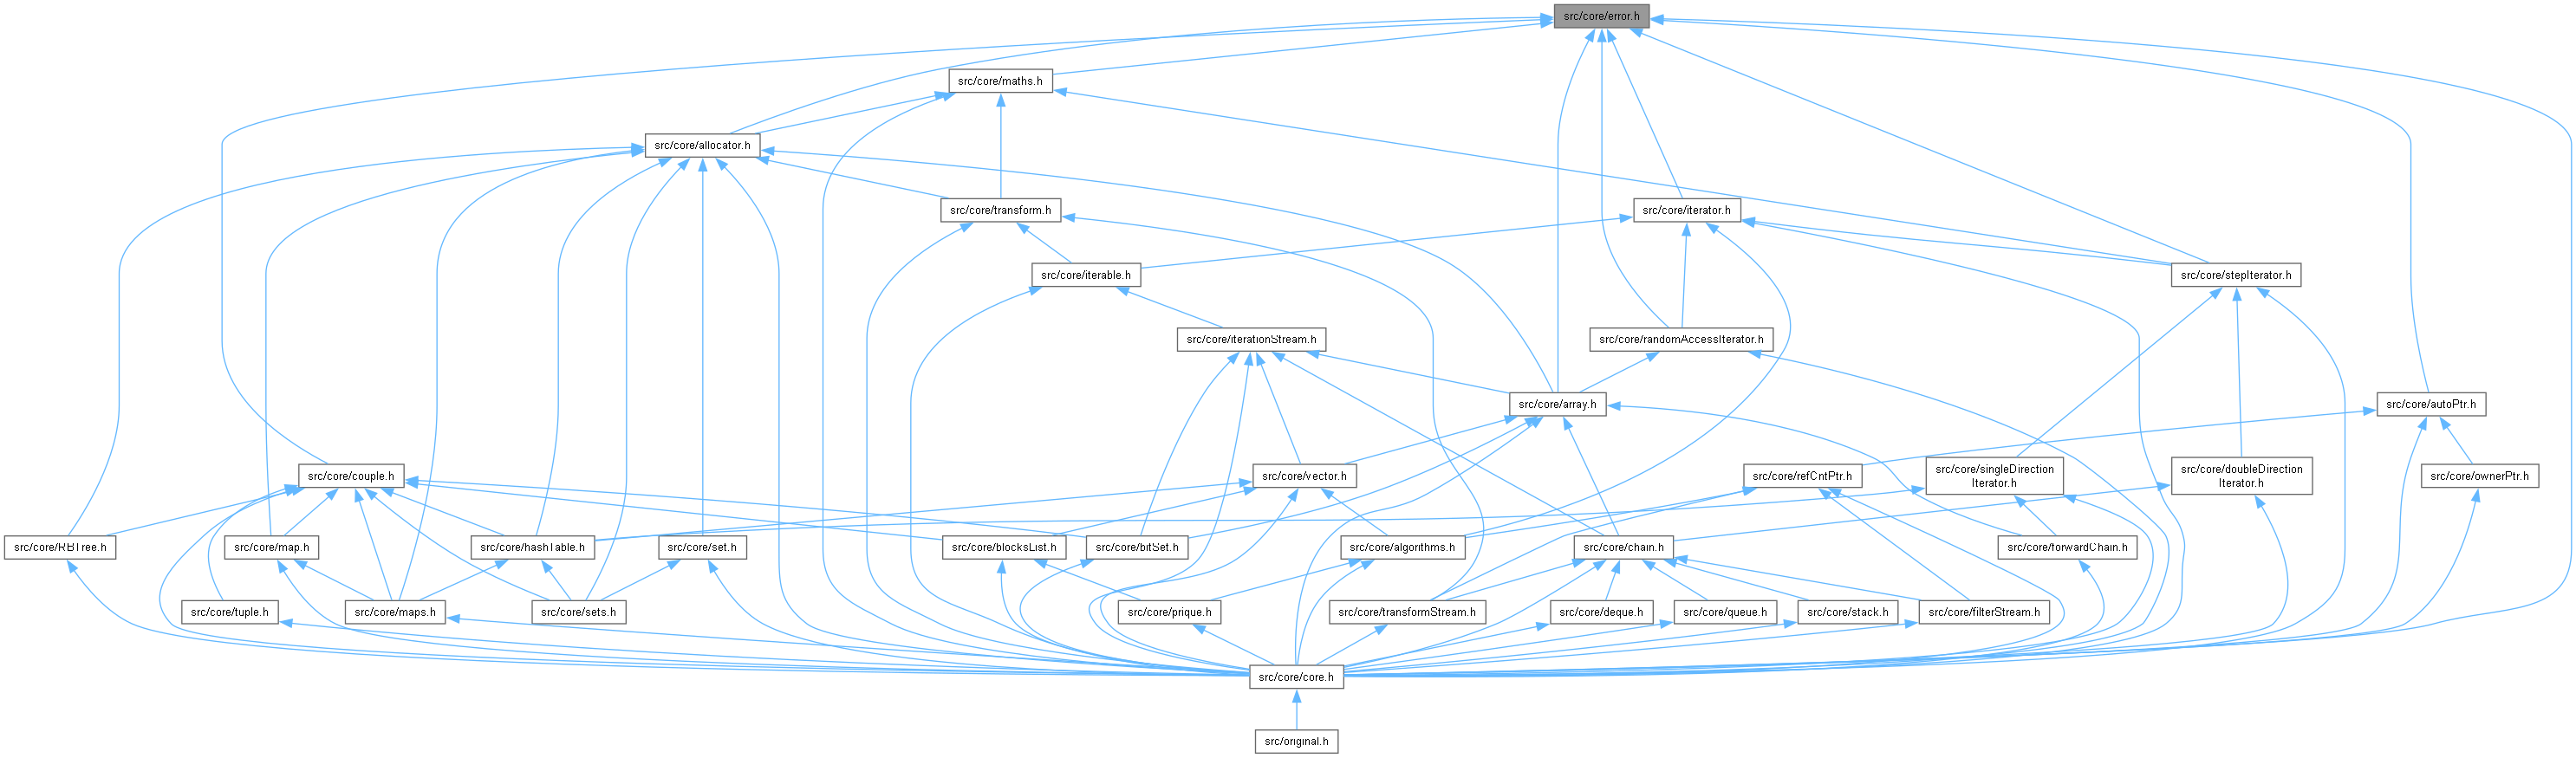 src/core/error.h
src/core/maths.h
src/core/allocator.h
src/core/transform.h
src/core/iterator.h
src/core/iterable.h
src/core/stepIterator.h
src/core/iterationStream.h
src/core/randomAccessIterator.h
src/core/array.h
src/core/autoPtr.h
src/core/couple.h
src/core/vector.h
src/core/refCntPtr.h
src/core/singleDirection
Iterator.h
src/core/doubleDirection
Iterator.h
src/core/ownerPtr.h
src/core/RBTree.h
src/core/map.h
src/core/hashTable.h
src/core/set.h
src/core/blocksList.h
src/core/bitSet.h
src/core/algorithms.h
src/core/chain.h
src/core/forwardChain.h
src/core/tuple.h
src/core/maps.h
src/core/sets.h
src/core/prique.h
src/core/transformStream.h
src/core/deque.h
src/core/queue.h
src/core/stack.h
src/core/filterStream.h
src/core/core.h
src/original.h